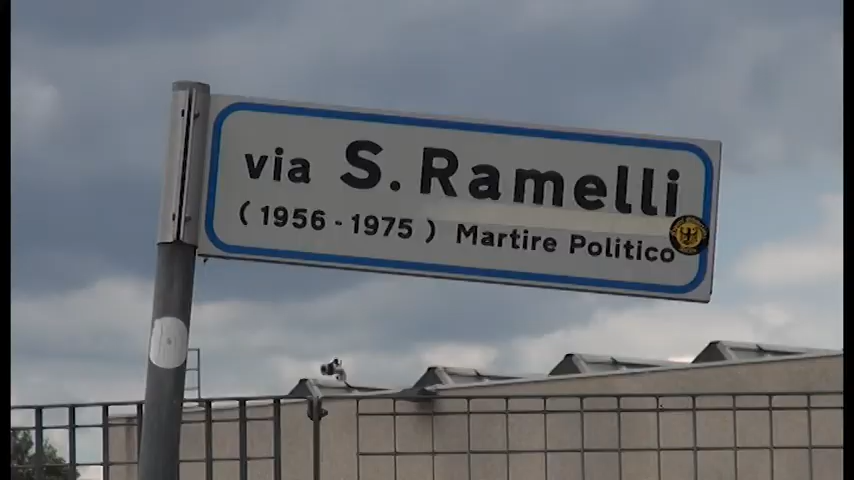 via S. Ramelli
( 1956 - 1975 ) Martire Politico